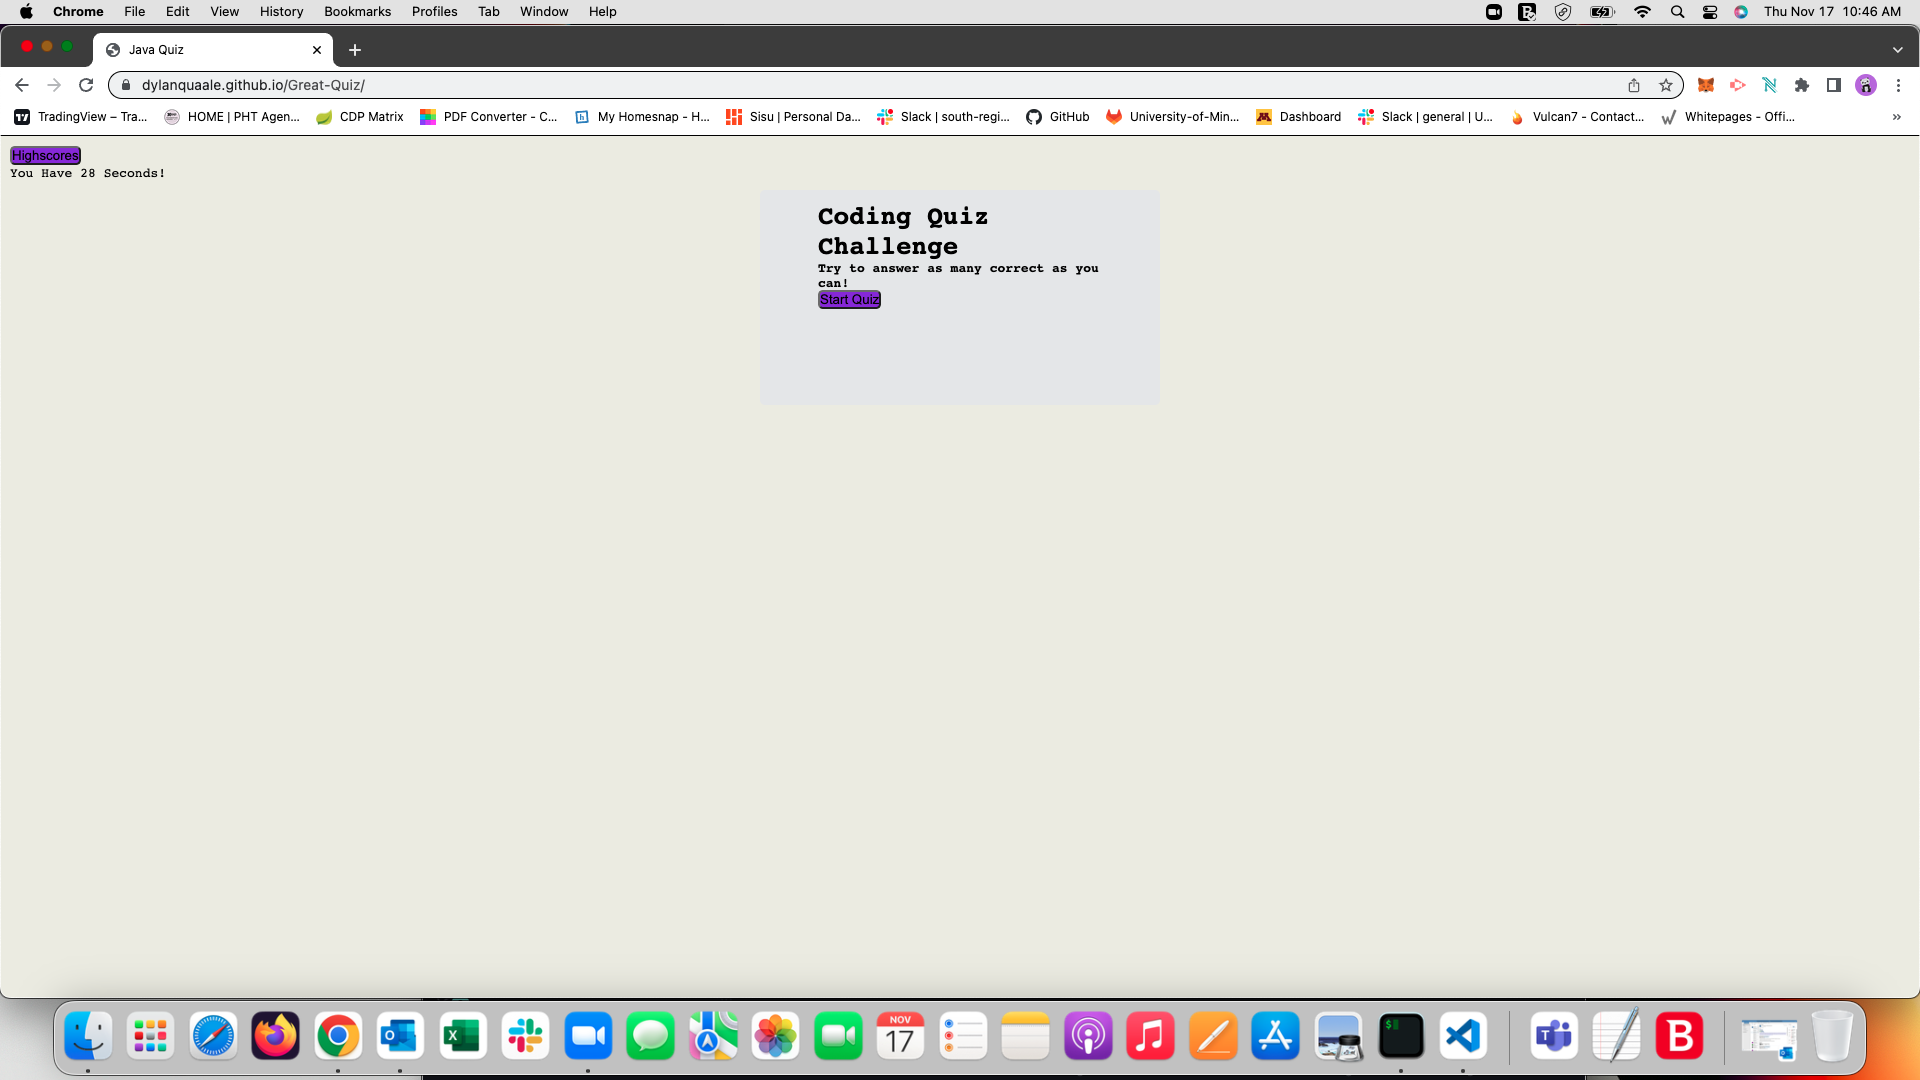 Chrome File Edit View History Bookmarks Profiles Tab Window Help Thu Nov 17 10:46 AM
Java Quiz
dylanquaale.github.io/Great-Quiz/
TradingView – Tra... HOME | PHT Agen... CDP Matrix PDF Converter - C... My Homesnap - H... Sisu | Personal Da... Slack | south-regi... GitHub University-of-Min... Dashboard Slack | general | U... Vulcan7 - Contact... Whitepages - Offi... »
Highscores
You Have 28 Seconds!
Coding Quiz
Challenge
Try to answer as many correct as you
can!
Start Quiz
NOV
17